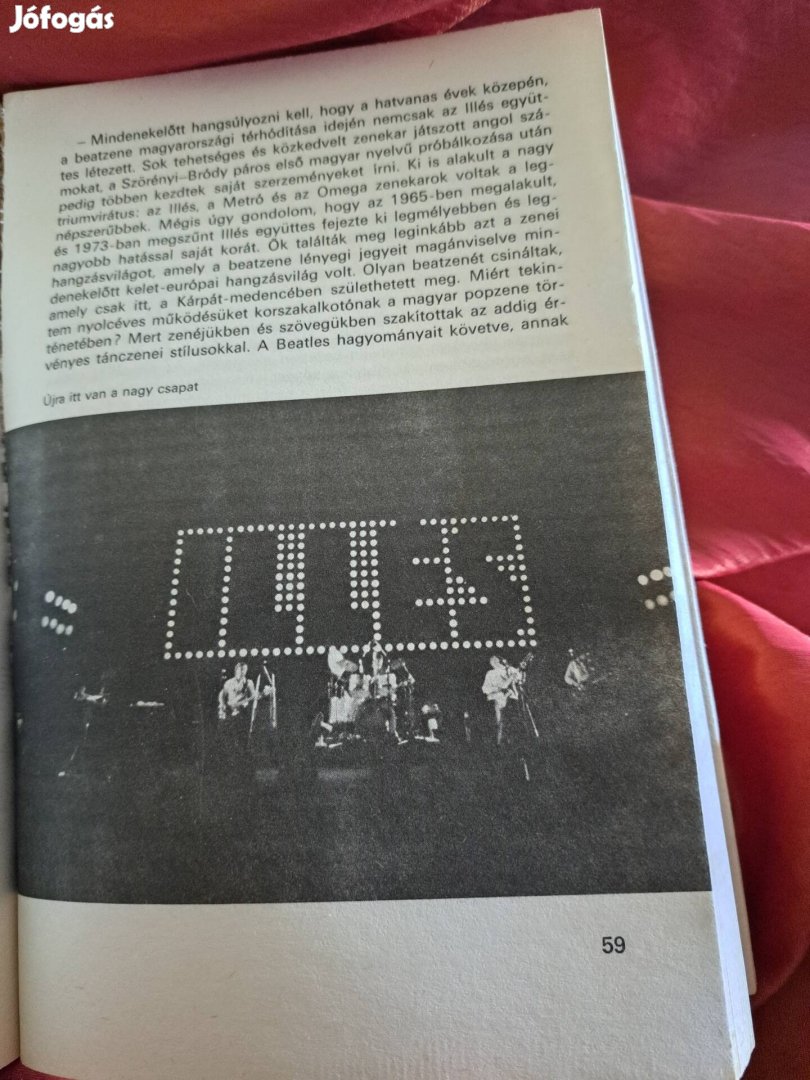 Jófogás
– Mindenekelőtt hangsúlyozni kell, hogy a hatvanas évek közepén,
a beatzene magyarországi térhódítása idején nemcsak az Illés együt-
tes létezett. Sok tehetséges és közkedvelt zenekar játszott angol szá-
mokat, a Szörényi–Bródy páros első magyar nyelvű próbálkozása után
pedig többen kezdtek saját szerzeményeket írni. Ki is alakult a nagy
triumvirátus: az Illés, a Metró és az Omega zenekarok voltak a leg-
népszerűbbek. Mégis úgy gondolom, hogy az 1965-ben megalakult,
és 1973-ban megszűnt Illés együttes fejezte ki legmélyebben és leg-
nagyobb hatással saját korát. Ők találták meg leginkább azt a zenei
hangzásvilágot, amely a beatzene lényegi jegyeit magánviselve min-
denekelőtt kelet-európai hangzásvilág volt. Olyan beatzenét csináltak,
amely csak itt, a Kárpát-medencében születhetett meg. Miért tekin-
tem nyolcéves működésüket korszakalkotónak a magyar popzene tör-
ténetében? Mert zenéjükben és szövegükben szakítottak az addig ér-
vényes tánczenei stílusokkal. A Beatles hagyományait követve, annak
Újra itt van a nagy csapat
ILLÉS
59